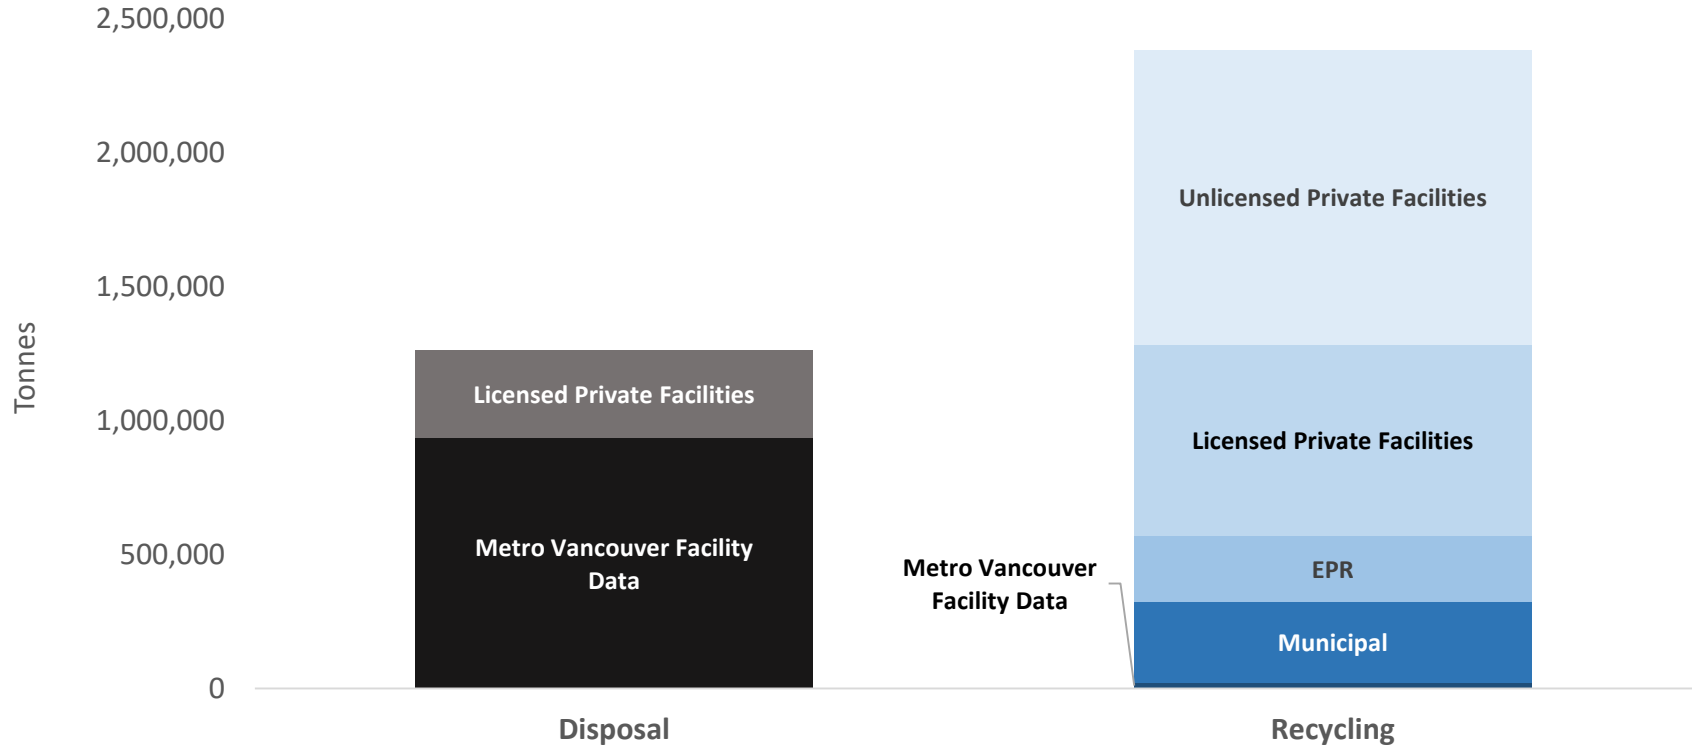 2,500,000
2,000,000
1,500,000
1,000,000
500,000
0
Tonnes
Licensed Private Facilities
Metro Vancouver Facility
Data
Metro Vancouver
Facility Data
Unlicensed Private Facilities
Licensed Private Facilities
EPR
Municipal
Disposal
Recycling